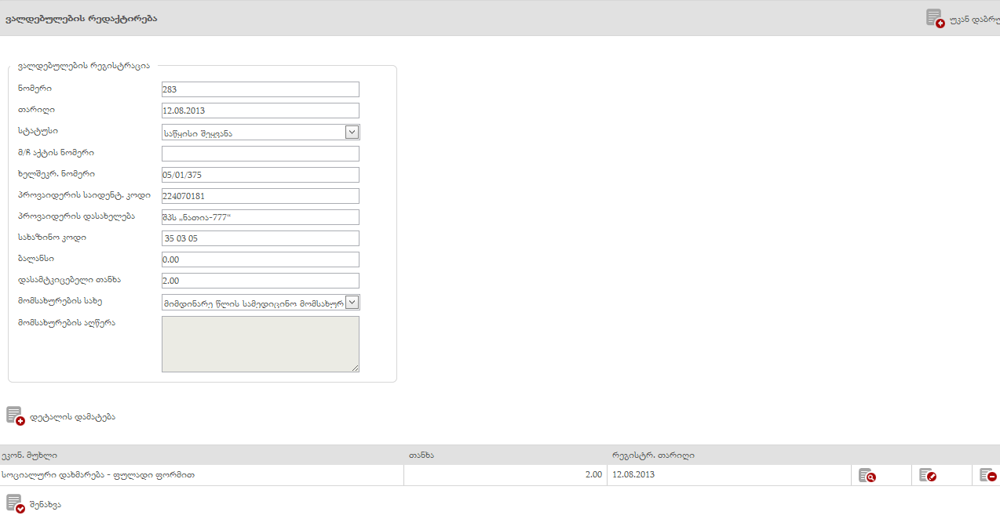 ვალდებულების რედაქტირება
უკან
ვალდებულების რეგისტრაცია
ნომერი 283
თარიღი 12.08.2013
სტატუსი საწყისი შეყვანა
მ/ჩ აქტის ნომერი
ხელშეკრ. ნომერი 05/01/375
პროვაიდერის საიდენტ. კოდი 224070181
პროვაიდერის დასახელება შპს „ნათია-777“
სახაზინო კოდი 35 03 05
ბალანსი 0.00
დასამტკიცებელი თანხა 2.00
მომსახურების სახე მიმდინარე წლის სამედიცინო მომსახურ
მომსახურების აღწერა
დეტალის დამატება
ეკონ. მუხლი თანხა რეგისტრ. თარიღი
სოციალური დახმარება - ფულადი ფორმით 2.00 12.08.2013
შენახვა